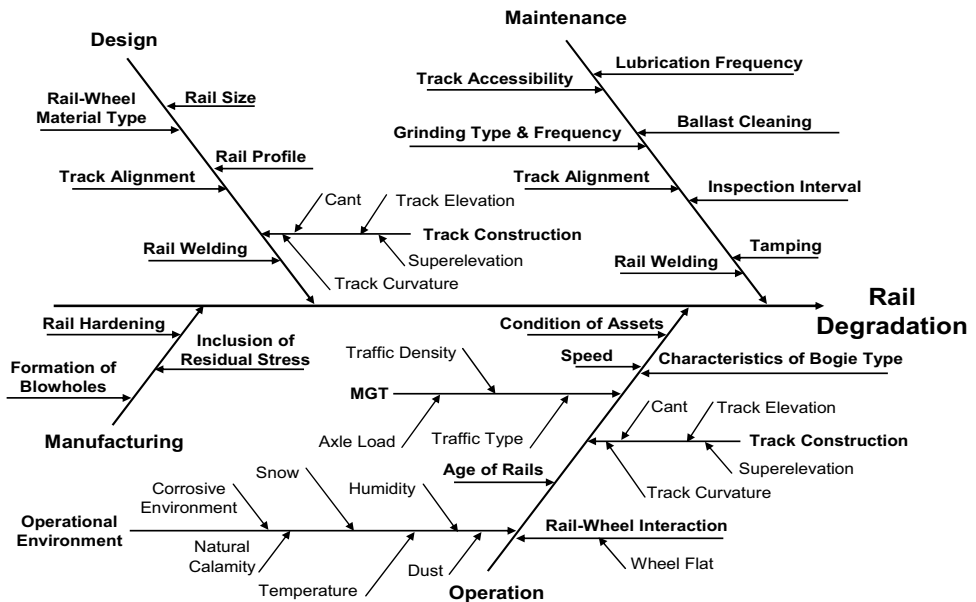 Maintenance
Design
Lubrication Frequency
Track Accessibility
Rail-Wheel
Material Type
Rail Size
Grinding Type & Frequency
Ballast Cleaning
Rail Profile
Track Alignment
Track Alignment
Inspection Interval
Cant
Track Elevation
Track Construction
Rail Welding
Superelevation
Track Curvature
Tamping
Rail Welding
Rail
Degradation
Rail Hardening
Inclusion of
Residual Stress
Formation of
Blowholes
Manufacturing
Condition of Assets
Speed
Characteristics of Bogie Type
Traffic Density
MGT
Axle Load
Traffic Type
Cant
Track Elevation
Track Construction
Superelevation
Track Curvature
Age of Rails
Snow
Humidity
Corrosive
Environment
Operational
Environment
Natural
Calamity
Temperature
Dust
Rail-Wheel Interaction
Wheel Flat
Operation